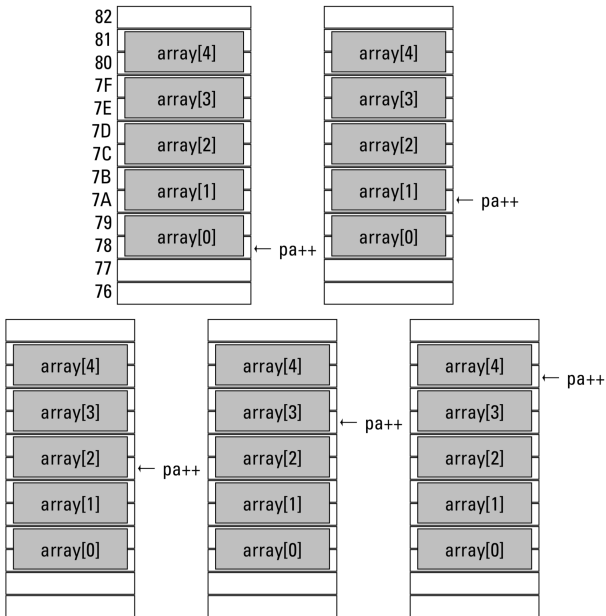 82
81
80
array[4]
array[4]
7F
7E
array[3]
array[3]
7D
7C
array[2]
array[2]
7B
7A
array[1]
array[1]
← pa++
79
78
array[0]
← pa++
array[0]
77
76
array[4]
array[4]
array[4]
← pa++
array[3]
array[3]
← pa++
array[3]
array[2]
← pa++
array[2]
array[2]
array[1]
array[1]
array[1]
array[0]
array[0]
array[0]